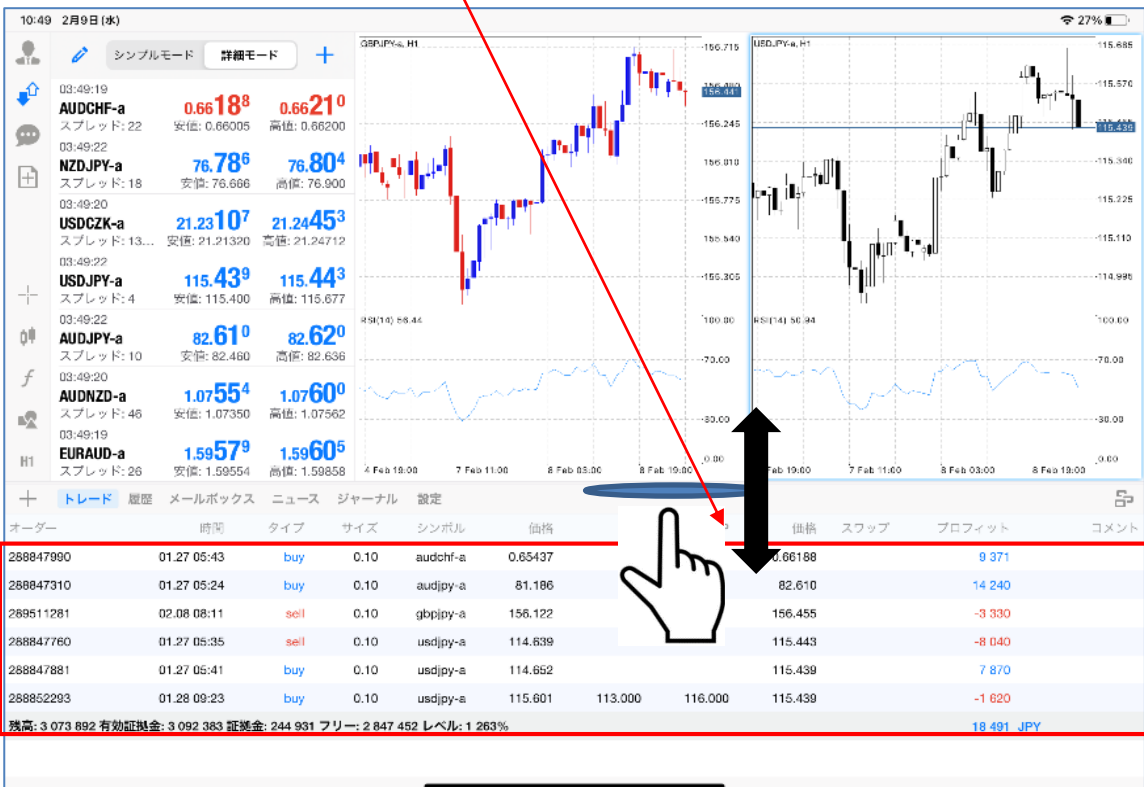 10:49 2月9日(水) 27%
シンプルモード 詳細モード
03:49:19
AUDCHF-a 0.66188 0.66210
スプレッド: 22 安値: 0.66005 高値: 0.66200
03:49:22
NZDJPY-a 76.786 76.804
スプレッド: 18 安値: 76.666 高値: 76.900
03:49:20
USDCZK-a 21.23107 21.24453
スプレッド: 13... 安値: 21.21320 高値: 21.24712
03:49:22
USDJPY-a 115.439 115.443
スプレッド: 4 安値: 115.400 高値: 115.677
03:49:22
AUDJPY-a 82.610 82.620
スプレッド: 10 安値: 82.460 高値: 82.636
03:49:20
AUDNZD-a 1.07554 1.07600
スプレッド: 46 安値: 1.07350 高値: 1.07562
03:49:19
EURAUD-a 1.59579 1.59605
スプレッド: 26 安値: 1.59554 高値: 1.59858
H1
GBPJPY-a, H1
156.715
156.441
156.245
156.010
155.775
155.540
155.305
RSI(14) 56.44
100.00
70.00
30.00
0.00
4 Feb 19:00 7 Feb 11:00 8 Feb 03:00 8 Feb 19:00
USDJPY-a, H1
115.685
115.570
115.439
115.340
115.225
115.110
114.995
RSI(14) 50.94
100.00
70.00
30.00
0.00
Feb 19:00 7 Feb 11:00 8 Feb 03:00 8 Feb 19:00
トレード 履歴 メールボックス ニュース ジャーナル 設定
オーダー 時間 タイプ サイズ シンボル 価格 価格 スワップ プロフィット コメント
288847990 01.27 05:43 buy 0.10 audchf-a 0.65437 0.66188 9 371
288847310 01.27 05:24 buy 0.10 audjpy-a 81.186 82.610 14 240
289511281 02.08 08:11 sell 0.10 gbpjpy-a 156.122 156.455 -3 330
288847760 01.27 05:35 sell 0.10 usdjpy-a 114.639 115.443 -8 040
288847881 01.27 05:41 buy 0.10 usdjpy-a 114.652 115.439 7 870
288852293 01.28 09:23 buy 0.10 usdjpy-a 115.601 113.000 116.000 115.439 -1 620
残高: 3 073 892 有効証拠金: 3 092 383 証拠金: 244 931 フリー: 2 847 452 レベル: 1 263% 18 491 JPY